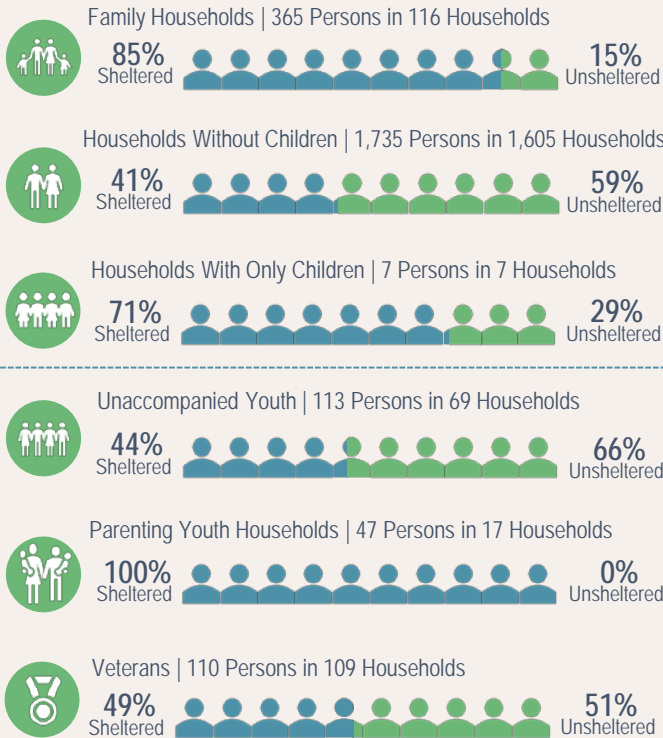 Family Households | 365 Persons in 116 Households
85% 15%
Sheltered Unsheltered
Households Without Children | 1,735 Persons in 1,605 Households
41% 59%
Sheltered Unsheltered
Households With Only Children | 7 Persons in 7 Households
71% 29%
Sheltered Unsheltered
Unaccompanied Youth | 113 Persons in 69 Households
44% 66%
Sheltered Unsheltered
Parenting Youth Households | 47 Persons in 17 Households
100% 0%
Sheltered Unsheltered
Veterans | 110 Persons in 109 Households
49% 51%
Sheltered Unsheltered